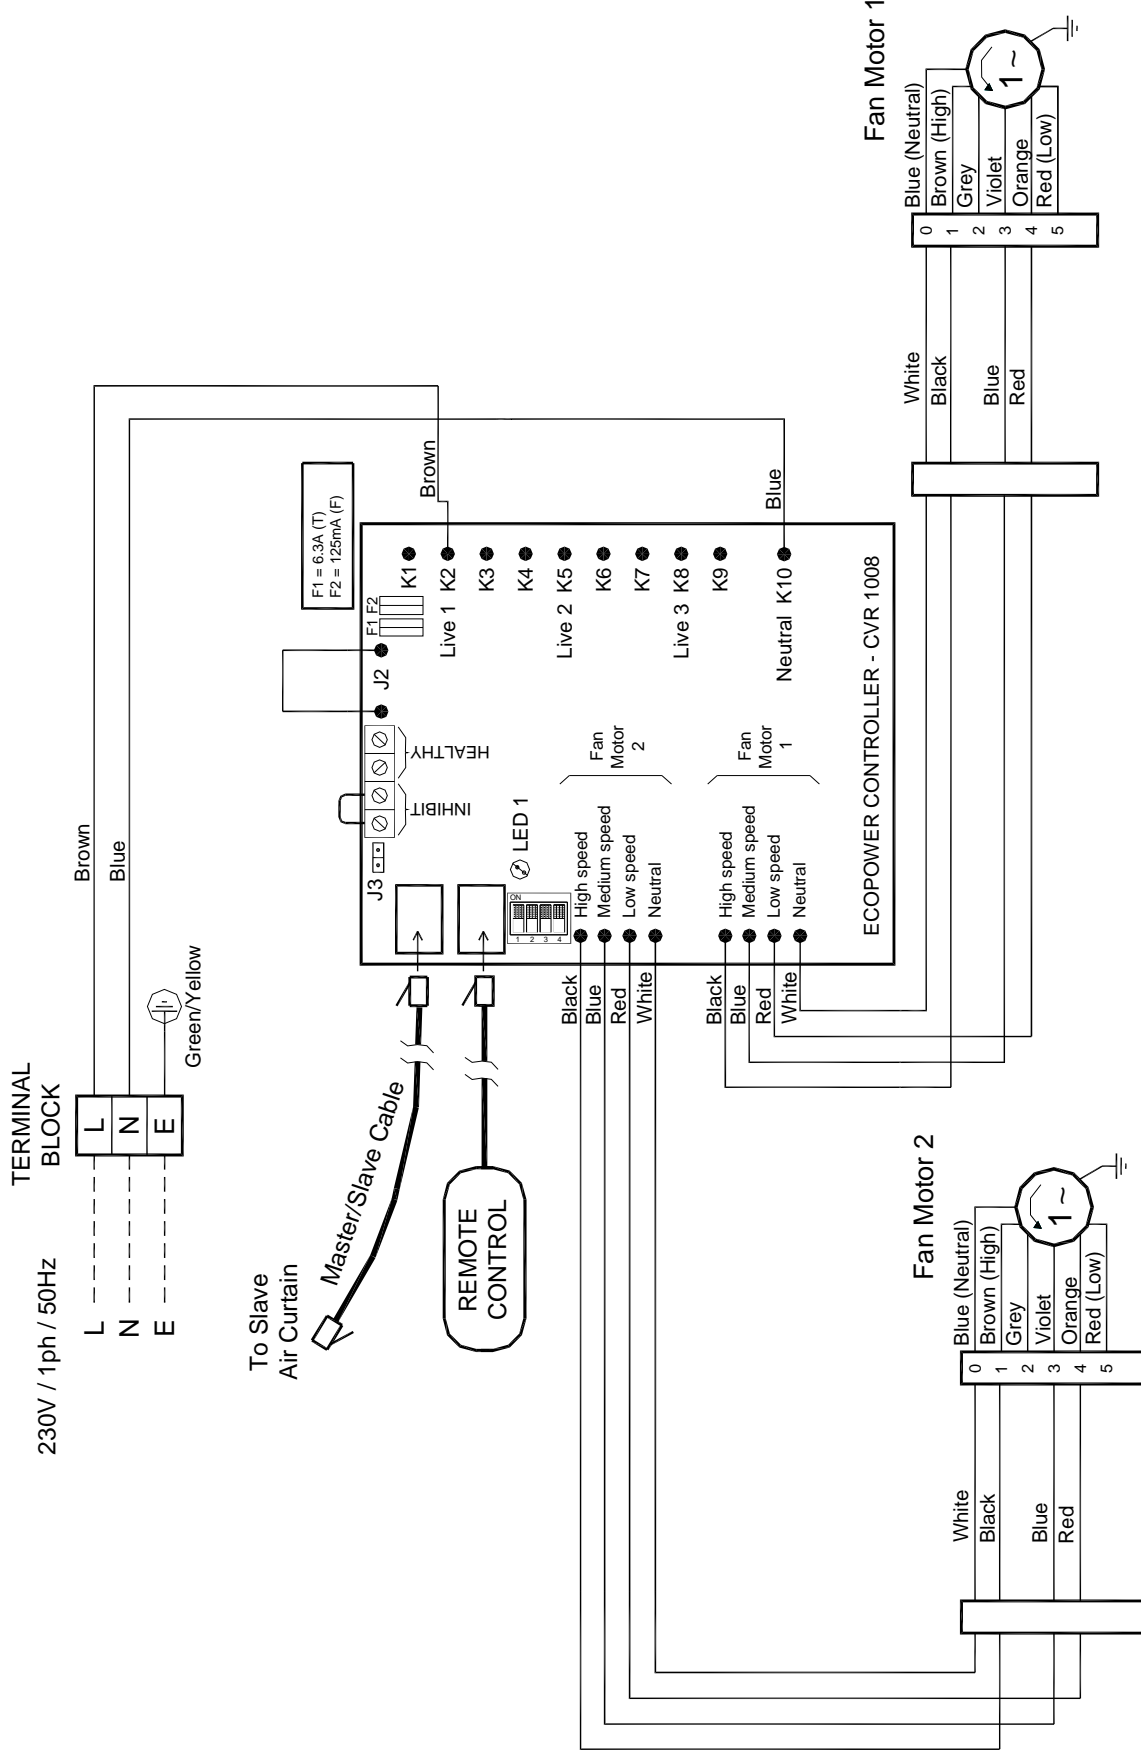 230V / 1ph / 50Hz
L
N
E
TERMINAL
BLOCK
L
N
E
Brown
Blue
Green/Yellow
To Slave
Air Curtain
Master/Slave Cable
REMOTE
CONTROL
F1 = 6.3A (T)
F2 = 125mA (F)
F1
F2
J2
J3
HEALTHY
INHIBIT
LED 1
ON
1 2 3 4
Brown
Blue
K1
Live 1 K2
K3
K4
Live 2 K5
K6
K7
Live 3 K8
K9
Neutral K10
High speed
Medium speed
Low speed
Neutral
Fan
Motor
2
High speed
Medium speed
Low speed
Neutral
Fan
Motor
1
ECOPOWER CONTROLLER - CVR 1008
Black
Blue
Red
White
Black
Blue
Red
White
White
Black
Blue
Red
0
1
2
3
4
5
Blue (Neutral)
Brown (High)
Grey
Violet
Orange
Red (Low)
Fan Motor 1
1 ~
White
Black
Blue
Red
0
1
2
3
4
5
Blue (Neutral)
Brown (High)
Grey
Violet
Orange
Red (Low)
Fan Motor 2
1 ~